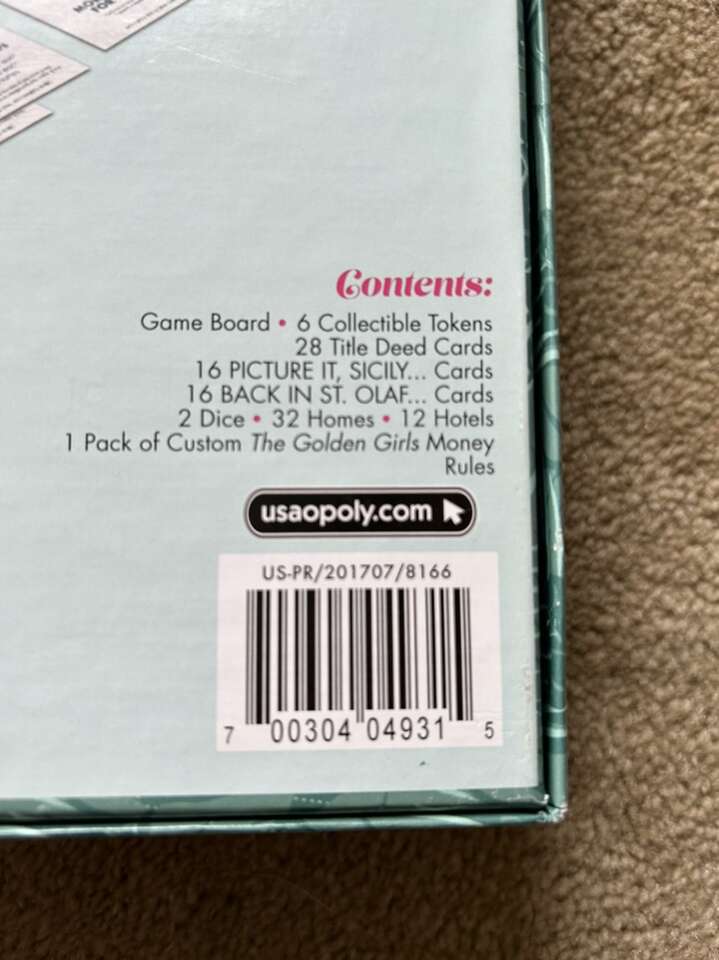 FOR
Contents:
Game Board • 6 Collectible Tokens
28 Title Deed Cards
16 PICTURE IT, SICILY... Cards
16 BACK IN ST. OLAF... Cards
2 Dice • 32 Homes • 12 Hotels
1 Pack of Custom The Golden Girls Money
Rules
usaopoly.com
US-PR/201707/8166
7 00304 04931 5